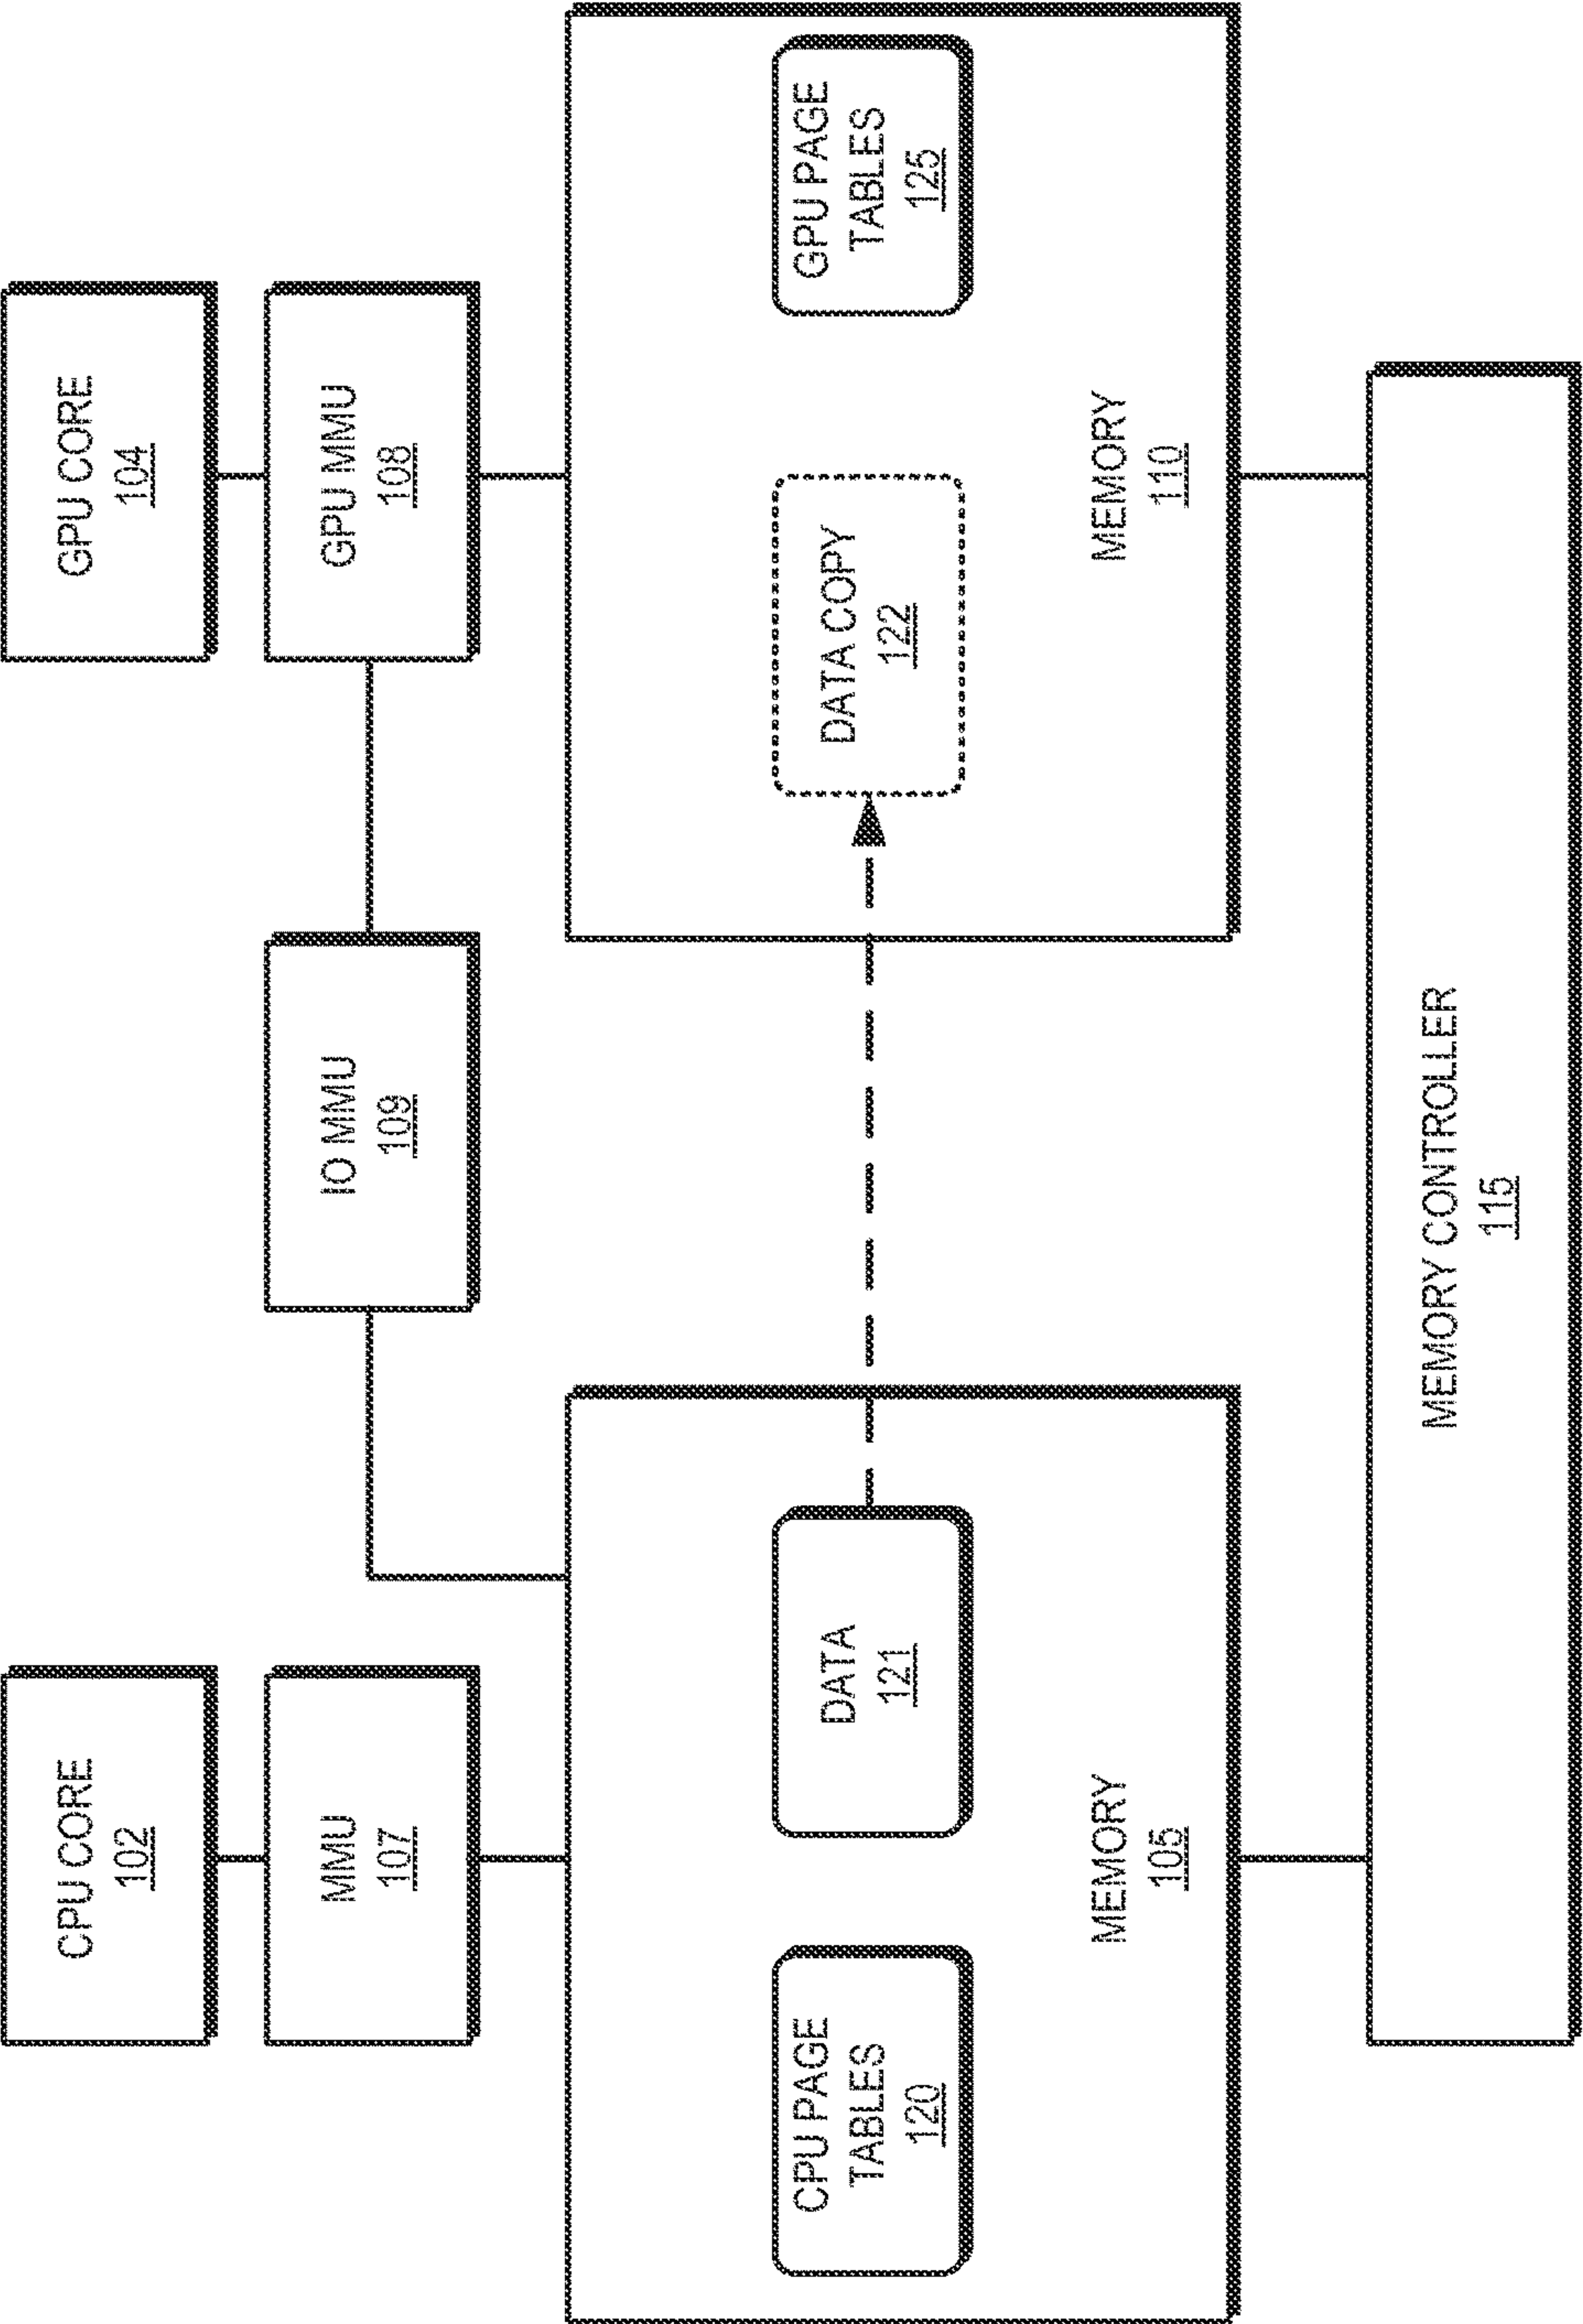 CPU CORE
102
GPU CORE
104
MMU
107
IO MMU
109
GPU MMU
108
CPU PAGE
TABLES
120
DATA
121
DATA COPY
122
GPU PAGE
TABLES
125
MEMORY
105
MEMORY
110
MEMORY CONTROLLER
115